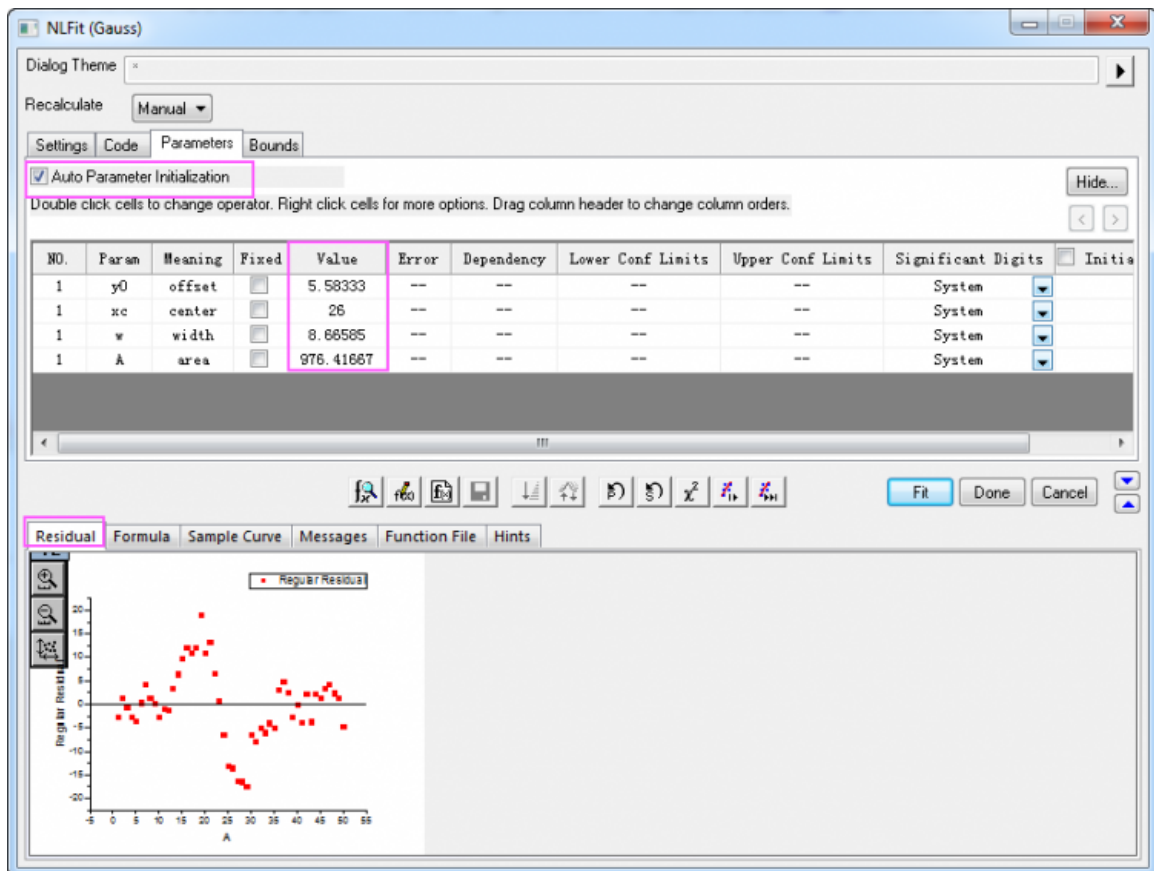 NLFit (Gauss)
Dialog Theme *
Recalculate Manual
Settings Code Parameters Bounds
Auto Parameter Initialization
Hide...
Double click cells to change operator. Right click cells for more options. Drag column header to change column orders.
< >
NO. Param Meaning Fixed Value Error Dependency Lower Conf Limits Upper Conf Limits Significant Digits Initia
1 y0 offset 5.58333 -- -- -- -- System
1 xc center 26 -- -- -- -- System
1 w width 8.66585 -- -- -- -- System
1 A area 976.41667 -- -- -- -- System
χ² Fit Done Cancel
Residual Formula Sample Curve Messages Function File Hints
Regular Residual
20
15
10
5
0
-5
-10
-15
-20
Regular Residual
-5 0 5 10 15 20 25 30 35 40 45 50 55
A